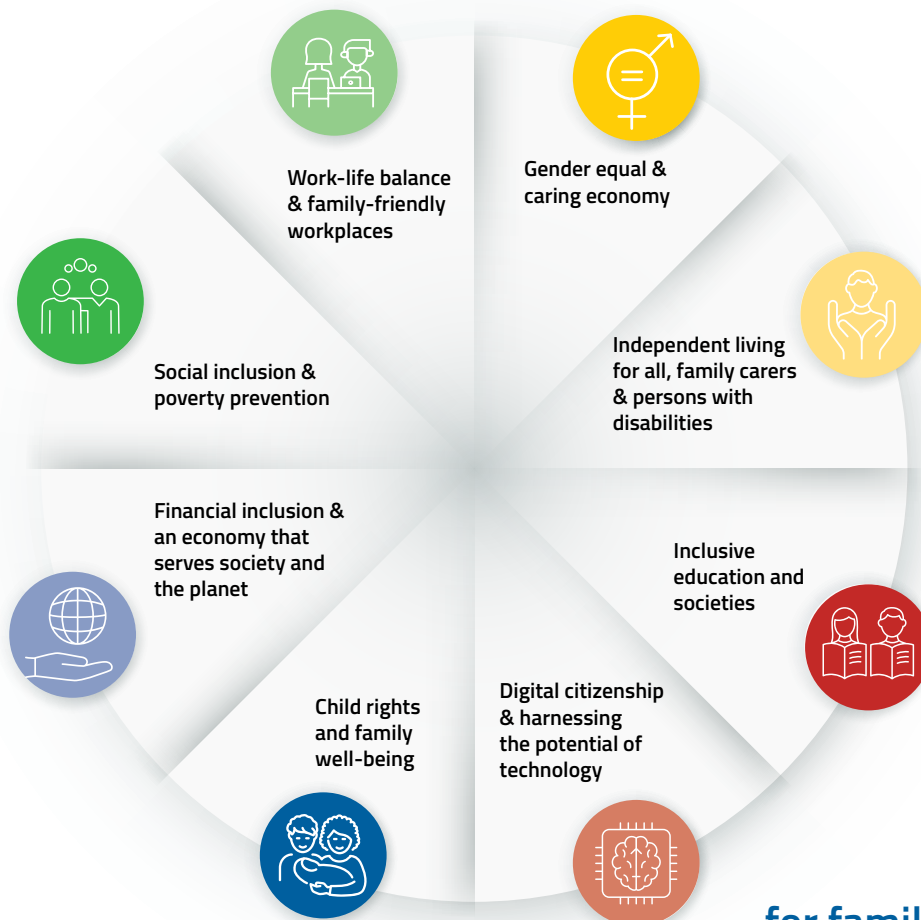 Work-life balance
& family-friendly
workplaces
Gender equal &
caring economy
Independent living
for all, family carers
& persons with
disabilities
Social inclusion &
poverty prevention
Financial inclusion &
an economy that
serves society and
the planet
Inclusive
education and
societies
Child rights
and family
well-being
Digital citizenship
& harnessing
the potential of
technology
for famil